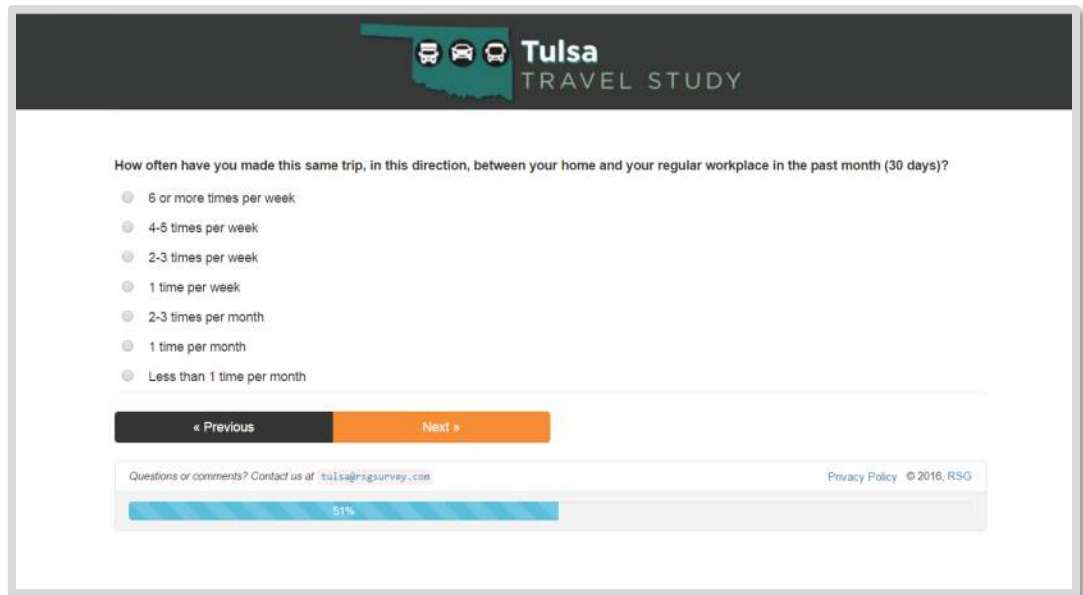 Tulsa
TRAVEL STUDY
How often have you made this same trip, in this direction, between your home and your regular workplace in the past month (30 days)?
6 or more times per week
4-5 times per week
2-3 times per week
1 time per week
2-3 times per month
1 time per month
Less than 1 time per month
« Previous Next »
Questions or comments? Contact us at tulsa@rsgsurvey.com Privacy Policy © 2016, RSG
51%